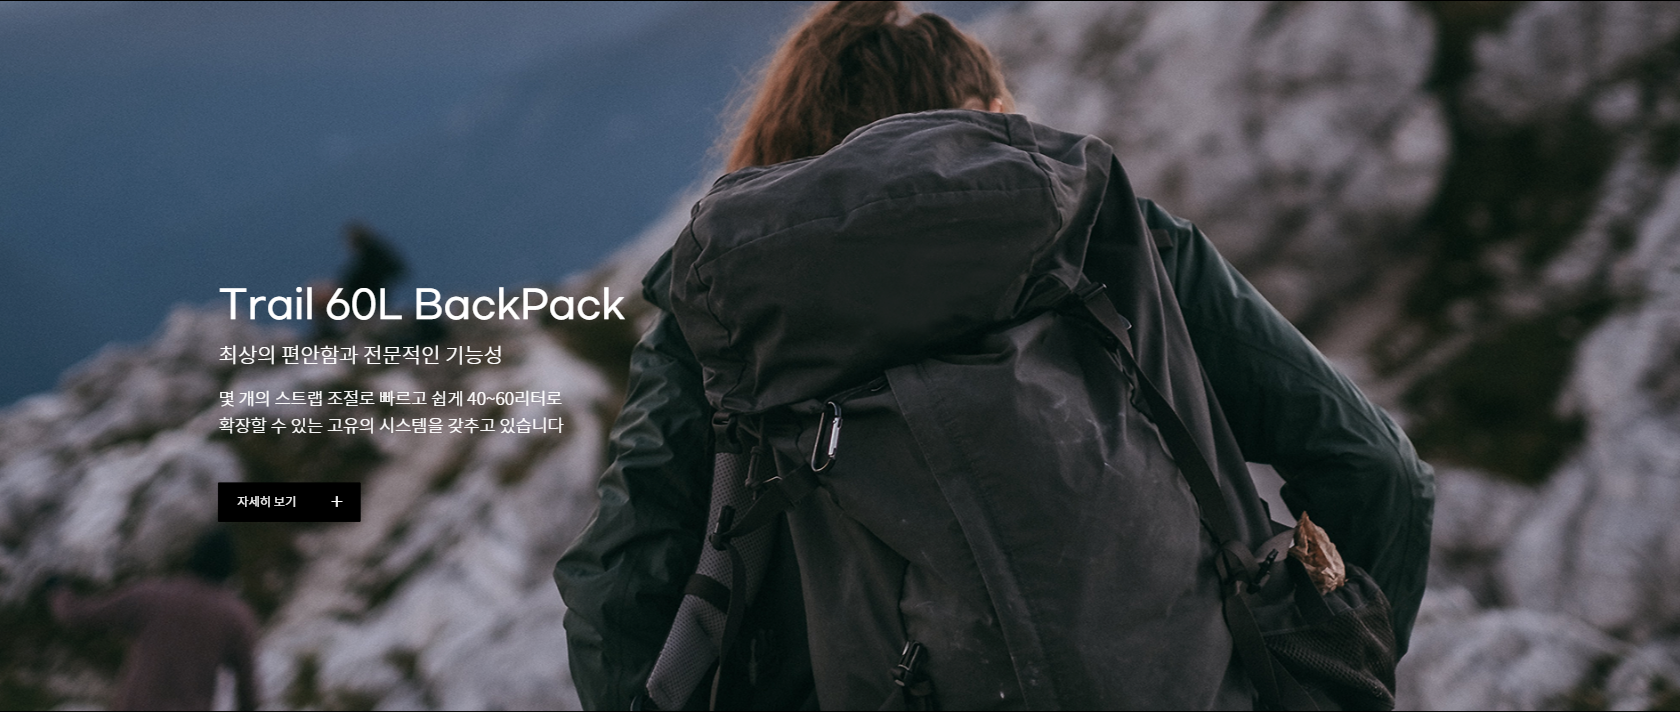 Trail 60L BackPack
최상의 편안함과 전문적인 기능성
몇 개의 스트랩 조절로 빠르고 쉽게 40~60리터로
확장할 수 있는 고유의 시스템을 갖추고 있습니다
자세히 보기 +